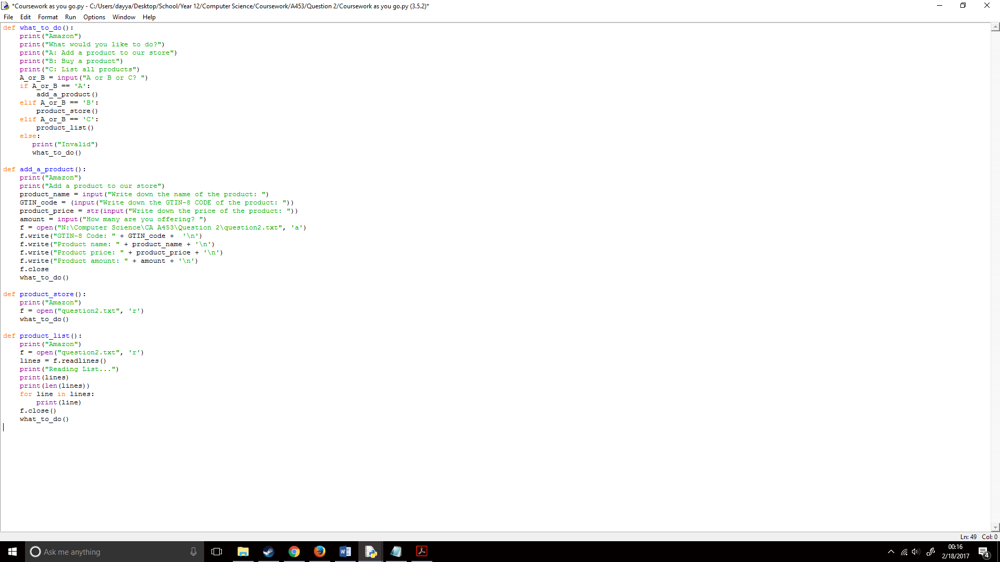 *Coursework as you go.py - C:/Users/dayya/Desktop/School/Year 12/Computer Science/Coursework/A453/Question 2/Coursework as you go.py (3.5.2)*
File Edit Format Run Options Window Help
def what_to_do():
    print("Amazon")
    print("What would you like to do?")
    print("A: Add a product to our store")
    print("B: Buy a product")
    print("C: List all products")
    A_or_B = input("A or B or C? ")
    if A_or_B == 'A':
        add_a_product()
    elif A_or_B == 'B':
        product_store()
    elif A_or_B == 'C':
        product_list()
    else:
       print("Invalid")
       what_to_do()

def add_a_product():
    print("Amazon")
    print("Add a product to our store")
    product_name = input("Write down the name of the product: ")
    GTIN_code = (input("Write down the GTIN-8 CODE of the product: "))
    product_price = str(input("Write down the price of the product: "))
    amount = input("How many are you offering? ")
    f = open("N:\Computer Science\CA A453\Question 2\question2.txt", 'a')
    f.write("GTIN-8 Code: " + GTIN_code +  '\n')
    f.write("Product name: " + product_name + '\n')
    f.write("Product price: " + product_price + '\n')
    f.write("Product amount: " + amount + '\n')
    f.close
    what_to_do()

def product_store():
    print("Amazon")
    f = open("question2.txt", 'r')
    what_to_do()

def product_list():
    print("Amazon")
    f = open("question2.txt", 'r')
    lines = f.readlines()
    print("Reading List...")
    print(lines)
    print(len(lines))
    for line in lines:
        print(line)
    f.close()
    what_to_do()
Ln: 49 Col: 0
Ask me anything
00:16
2/18/2017
4